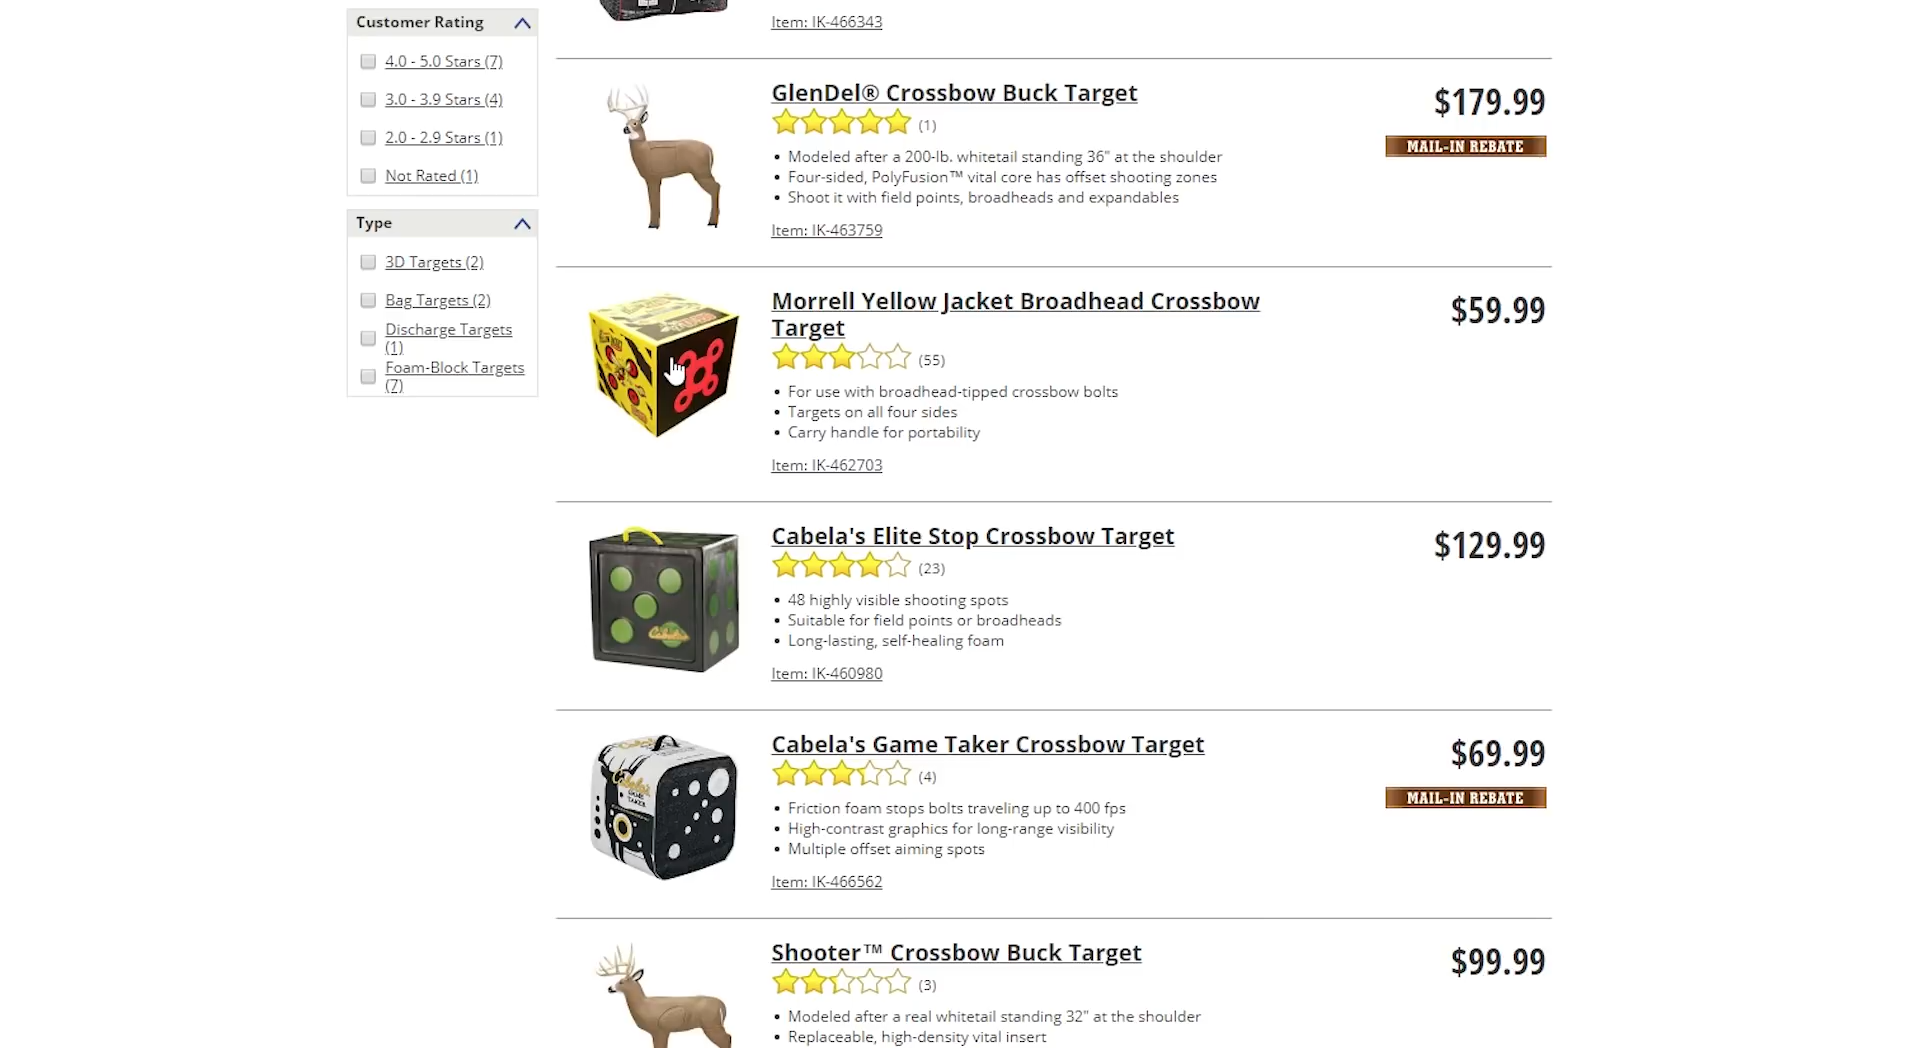 Customer Rating
4.0 - 5.0 Stars (7)
3.0 - 3.9 Stars (4)
2.0 - 2.9 Stars (1)
Not Rated (1)
Type
3D Targets (2)
Bag Targets (2)
Discharge Targets
(1)
Foam-Block Targets
(7)
Item: IK-466343
GlenDel® Crossbow Buck Target
(1)
• Modeled after a 200-lb. whitetail standing 36" at the shoulder
• Four-sided, PolyFusion™ vital core has offset shooting zones
• Shoot it with field points, broadheads and expandables
Item: IK-463759
$179.99
MAIL-IN REBATE
Morrell Yellow Jacket Broadhead Crossbow
Target
(55)
• For use with broadhead-tipped crossbow bolts
• Targets on all four sides
• Carry handle for portability
Item: IK-462703
$59.99
Cabela's Elite Stop Crossbow Target
(23)
• 48 highly visible shooting spots
• Suitable for field points or broadheads
• Long-lasting, self-healing foam
Item: IK-460980
$129.99
Cabela's
Cabela's Game Taker Crossbow Target
(4)
• Friction foam stops bolts traveling up to 400 fps
• High-contrast graphics for long-range visibility
• Multiple offset aiming spots
Item: IK-466562
$69.99
MAIL-IN REBATE
Cabela's
GAME
TAKER
Shooter™ Crossbow Buck Target
(3)
• Modeled after a real whitetail standing 32" at the shoulder
• Replaceable, high-density vital insert
$99.99